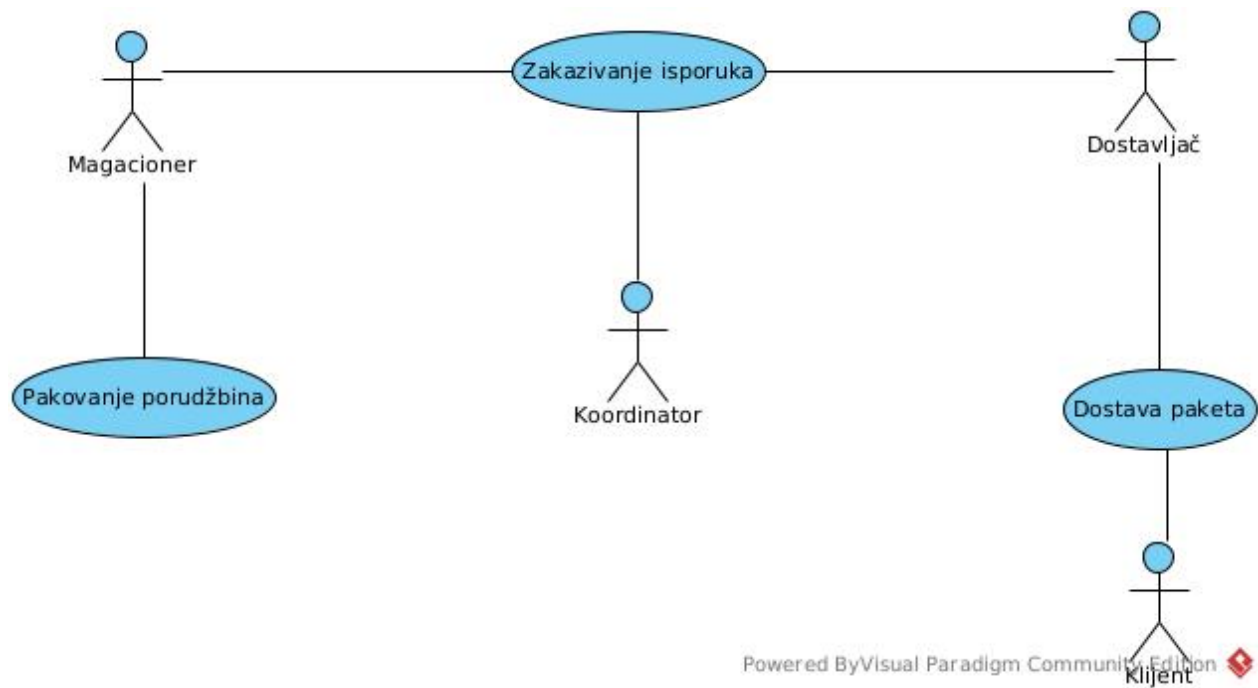 Zakazivanje isporuka
Magacioner
Dostavljač
Pakovanje porudžbina
Koordinator
Dostava paketa
Powered ByVisual Paradigm Community Edition
Klijent